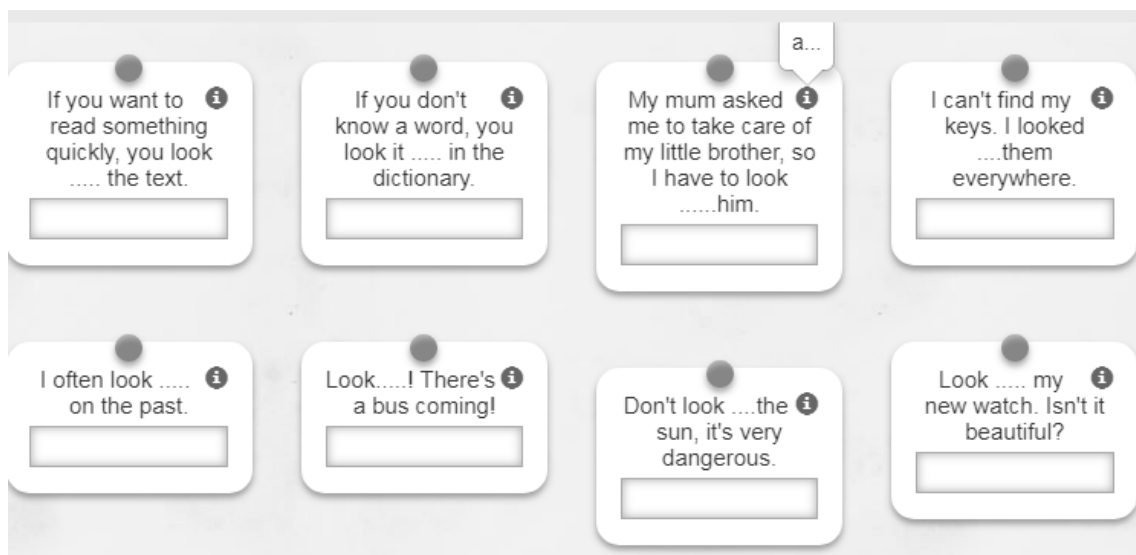 a...
If you want to
read something
quickly, you look
..... the text.
If you don't
know a word, you
look it ..... in the
dictionary.
My mum asked
me to take care of
my little brother, so
I have to look
......him.
I can't find my
keys. I looked
....them
everywhere.
I often look .....
on the past.
Look.....! There's
a bus coming!
Don't look ....the
sun, it's very
dangerous.
Look ..... my
new watch. Isn't it
beautiful?